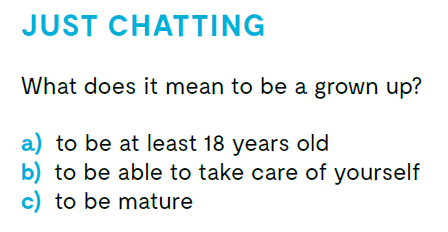 JUST CHATTING
What does it mean to be a grown up?
a) to be at least 18 years old
b) to be able to take care of yourself
c) to be mature